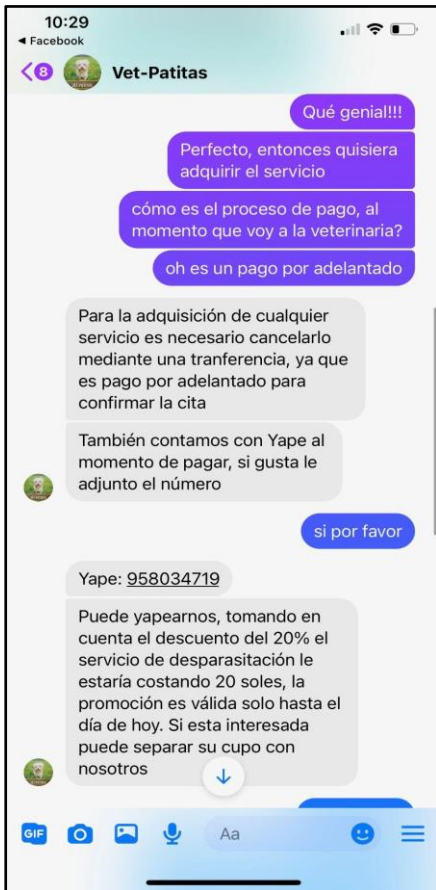 10:29
◀ Facebook
8
Vet-Patitas
Qué genial!!!
Perfecto, entonces quisiera
adquirir el servicio
cómo es el proceso de pago, al
momento que voy a la veterinaria?
oh es un pago por adelantado
Para la adquisición de cualquier
servicio es necesario cancelarlo
mediante una tranferencia, ya que
es pago por adelantado para
confirmar la cita
También contamos con Yape al
momento de pagar, si gusta le
adjunto el número
si por favor
Yape: 958034719
Puede yapearnos, tomando en
cuenta el descuento del 20% el
servicio de desparasitación le
estaría costando 20 soles, la
promoción es válida solo hasta el
día de hoy. Si esta interesada
puede separar su cupo con
nosotros
GIF
Aa